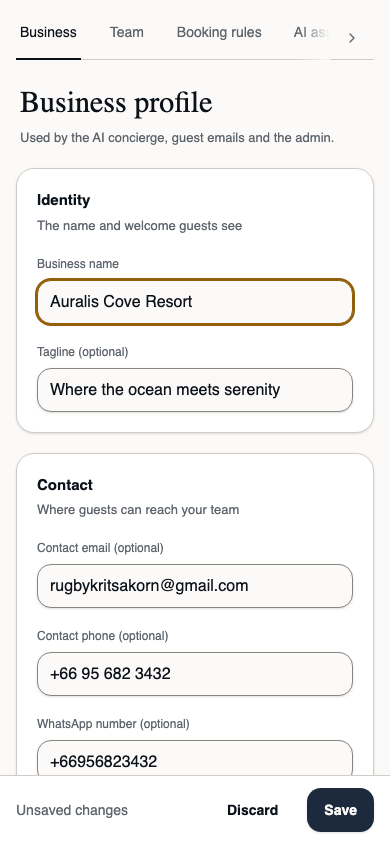 Business Team Booking rules AI as
Business profile
Used by the AI concierge, guest emails and the admin.
Identity
The name and welcome guests see
Business name
Auralis Cove Resort
Tagline (optional)
Where the ocean meets serenity
Contact
Where guests can reach your team
Contact email (optional)
rugbykritsakorn@gmail.com
Contact phone (optional)
+66 95 682 3432
WhatsApp number (optional)
+66956823432
Unsaved changes Discard Save